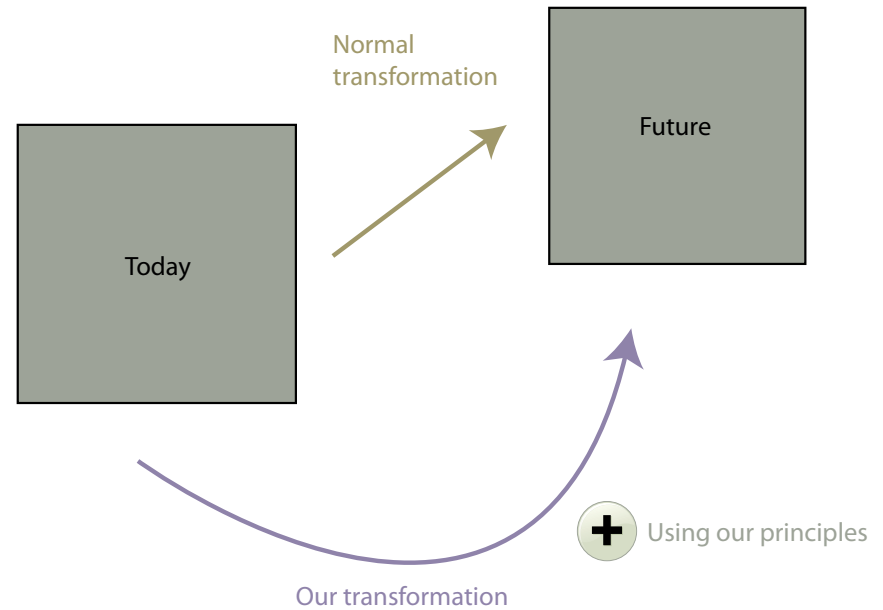 Normal
transformation
Future
Today
Using our principles
Our transformation